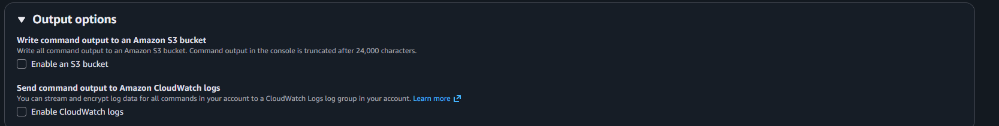 Output options
Write command output to an Amazon S3 bucket
Write all command output to an Amazon S3 bucket. Command output in the console is truncated after 24,000 characters.
Enable an S3 bucket
Send command output to Amazon CloudWatch logs
You can stream and encrypt log data for all commands in your account to a CloudWatch Logs log group in your account. Learn more
Enable CloudWatch logs